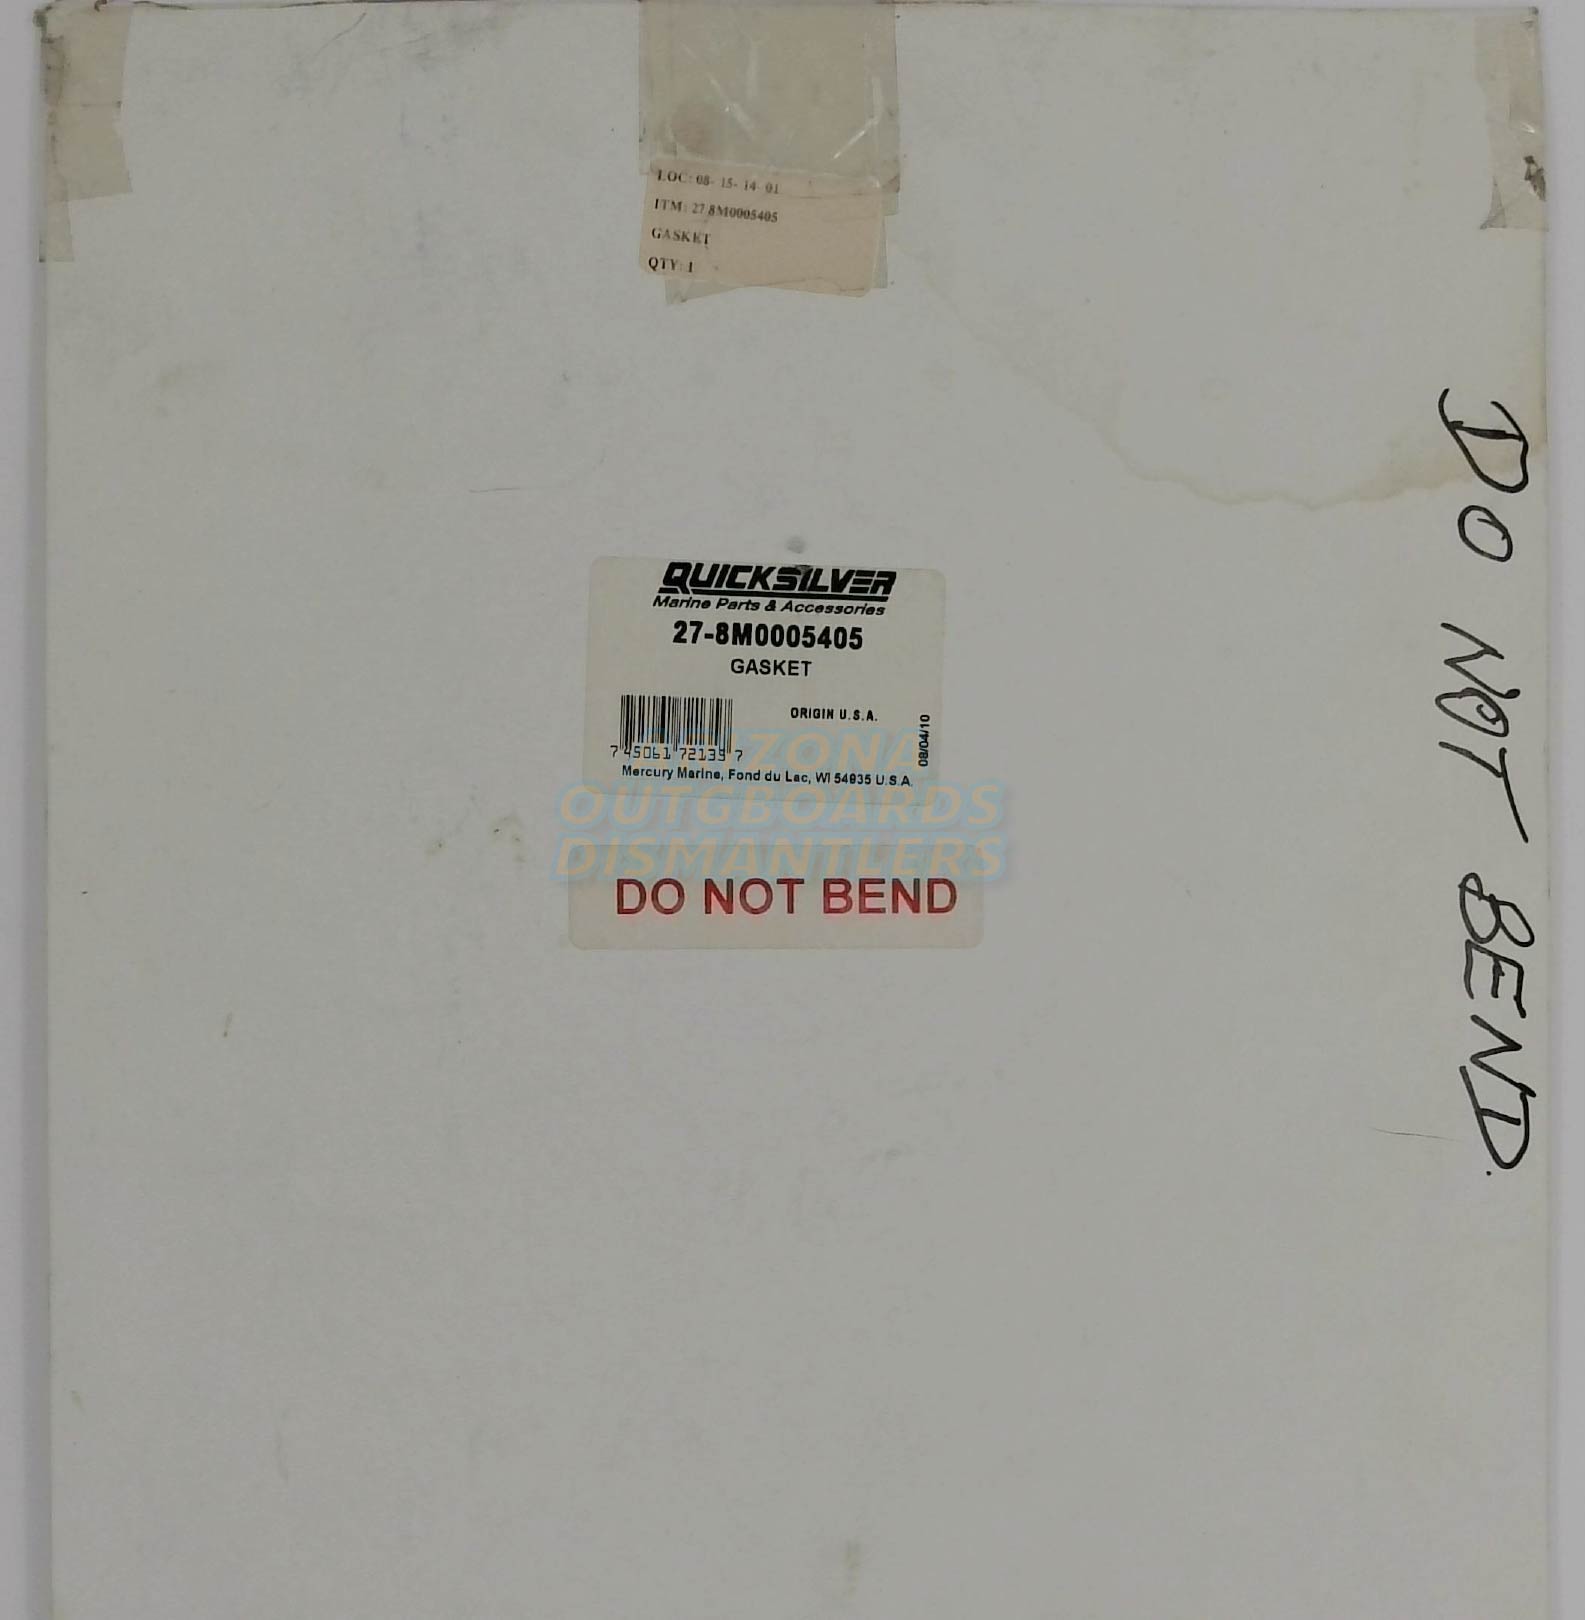 LOC: 08- 15- 14- 01
ITM: 27 8M0005405
GASKET
QTY: 1
QUICKSILVER
Marine Parts & Accessories
27-8M0005405
GASKET
ORIGIN U.S.A.
08/04/10
7 45061 72139 7
Mercury Marine, Fond du Lac, WI 54935 U.S.A.
ARIZONA
OUTGBOARDS
DISMANTLERS
DO NOT BEND
DO NOT BEND.